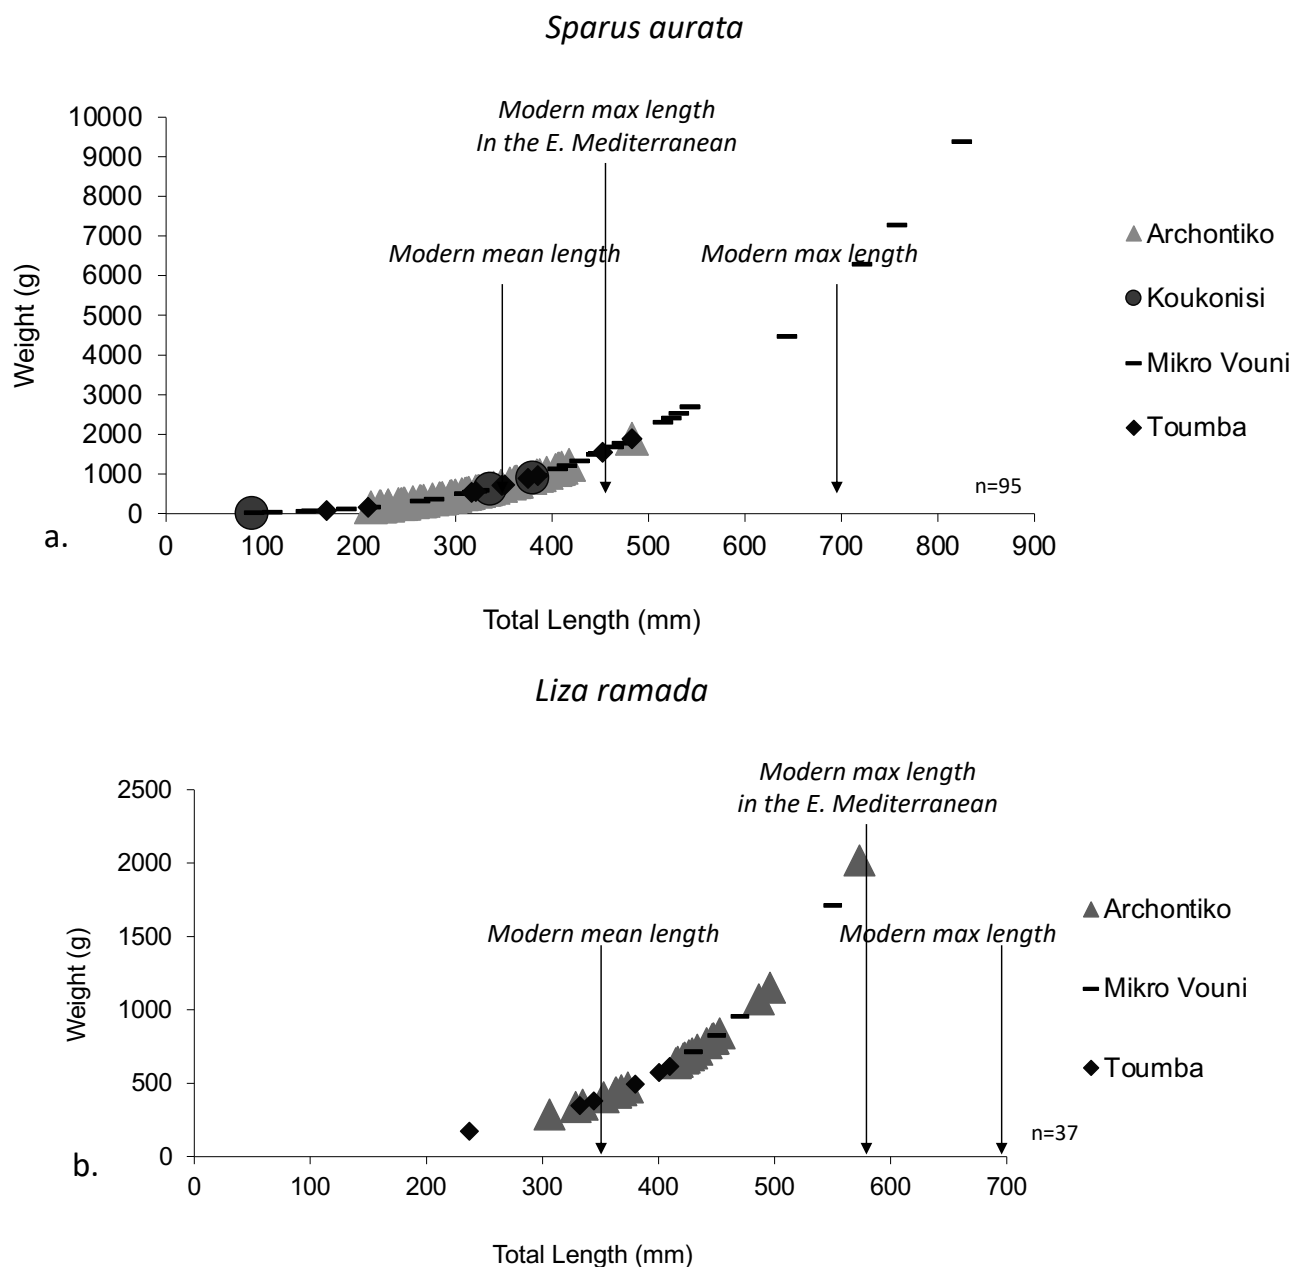 Sparus aurata
Modern max length
In the E. Mediterranean
Modern mean length
Modern max length
10000
9000
8000
7000
6000
5000
4000
3000
2000
1000
0
Weight (g)
Archontiko
Koukonisi
Mikro Vouni
Toumba
n=95
a.
0 100 200 300 400 500 600 700 800 900
Total Length (mm)
Liza ramada
Modern max length
in the E. Mediterranean
Modern mean length
Modern max length
2500
2000
1500
1000
500
0
Weight (g)
Archontiko
Mikro Vouni
Toumba
n=37
b.
0 100 200 300 400 500 600 700
Total Length (mm)